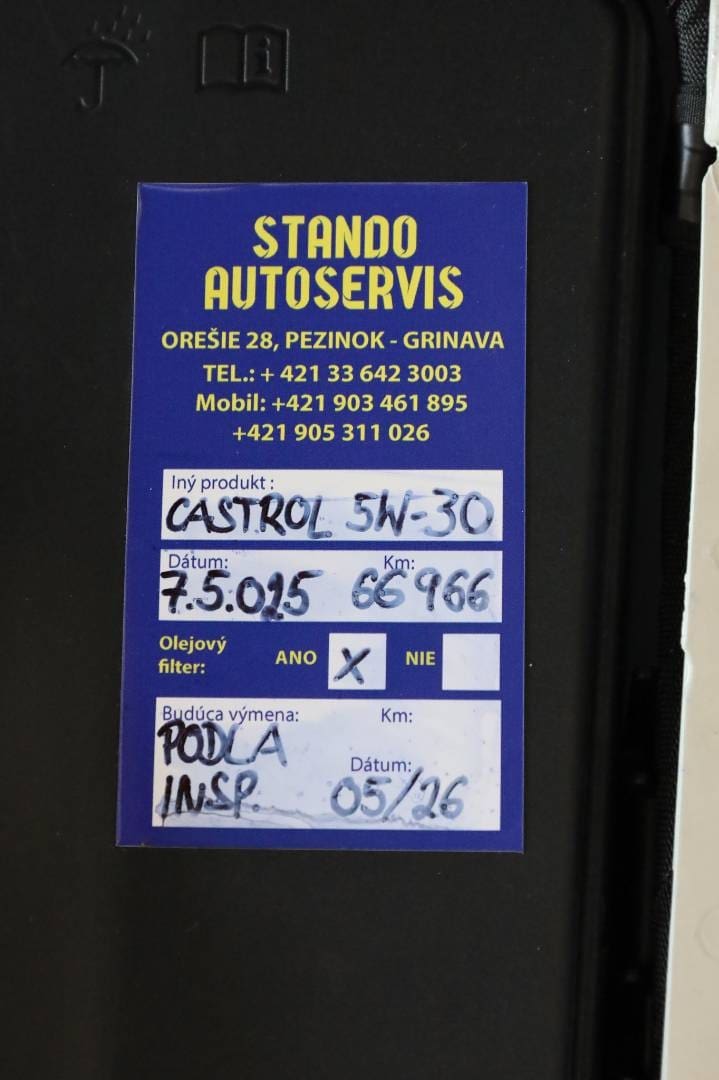 STANDO
AUTOSERVIS
OREŠIE 28, PEZINOK - GRINAVA
TEL.: + 421 33 642 3003
Mobil: +421 903 461 895
+421 905 311 026
Iný produkt :
CASTROL 5W-30
Dátum: Km:
7.5.025 66966
Olejový
filter: ANO X NIE
Budúca výmena: Km:
PODLA
Dátum:
INSP. 05/26